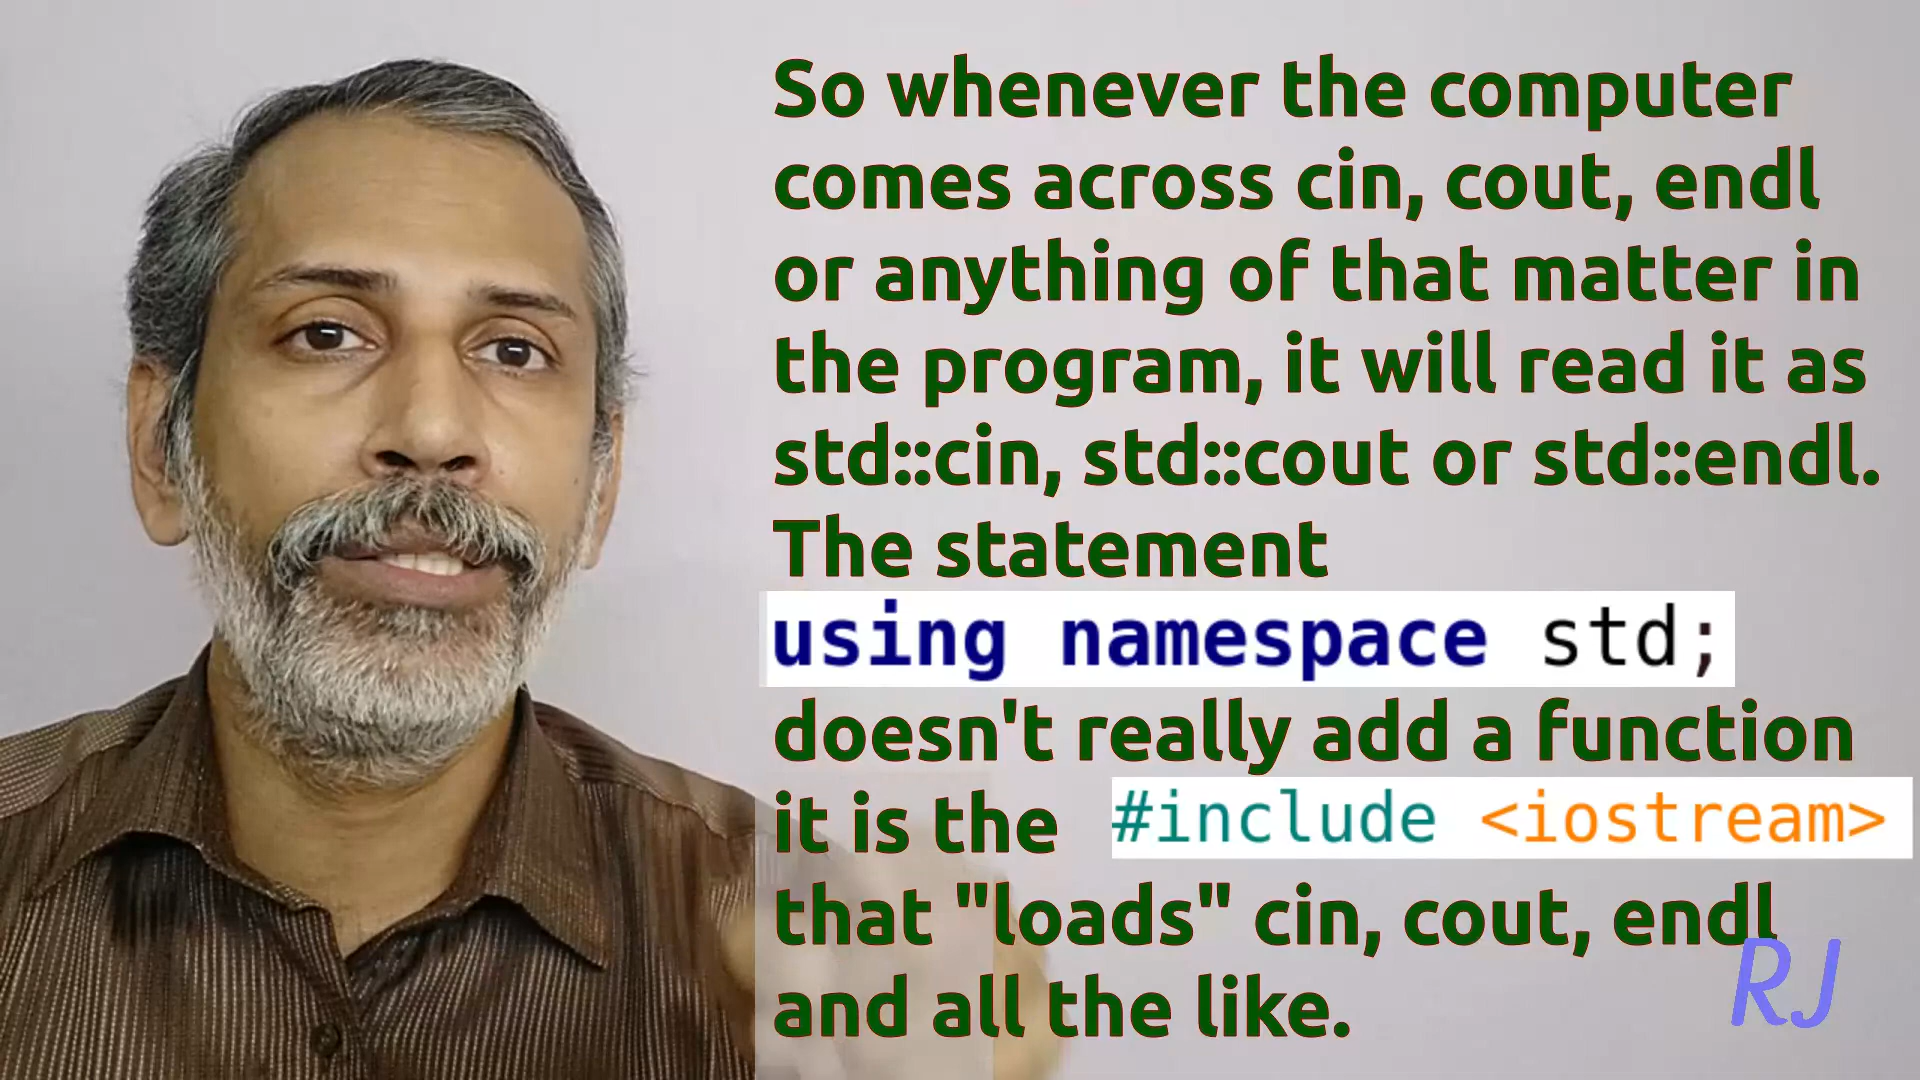 So whenever the computer
comes across cin, cout, endl
or anything of that matter in
the program, it will read it as
std::cin, std::cout or std::endl.
The statement
using namespace std;
doesn't really add a function
it is the #include <iostream>
that "loads" cin, cout, endl
and all the like.
RJ